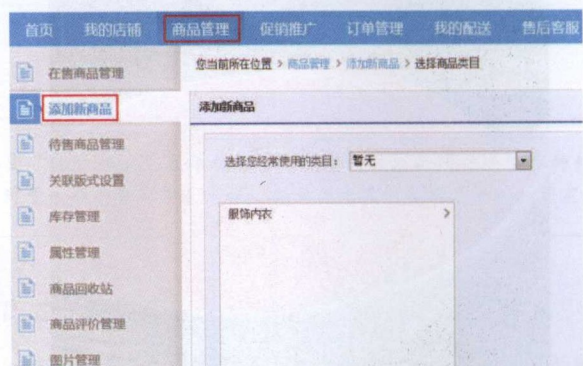 首页 我的店铺 商品管理 促销推广 订单管理 我的配送 售后客服
您当前所在位置 > 商品管理 > 添加新商品 > 选择商品类目
在售商品管理
添加新商品
待售商品管理
关联版式设置
库存管理
属性管理
商品回收站
商品评价管理
图片管理
添加新商品
选择您经常使用的类目： 暂无
服饰内衣 >